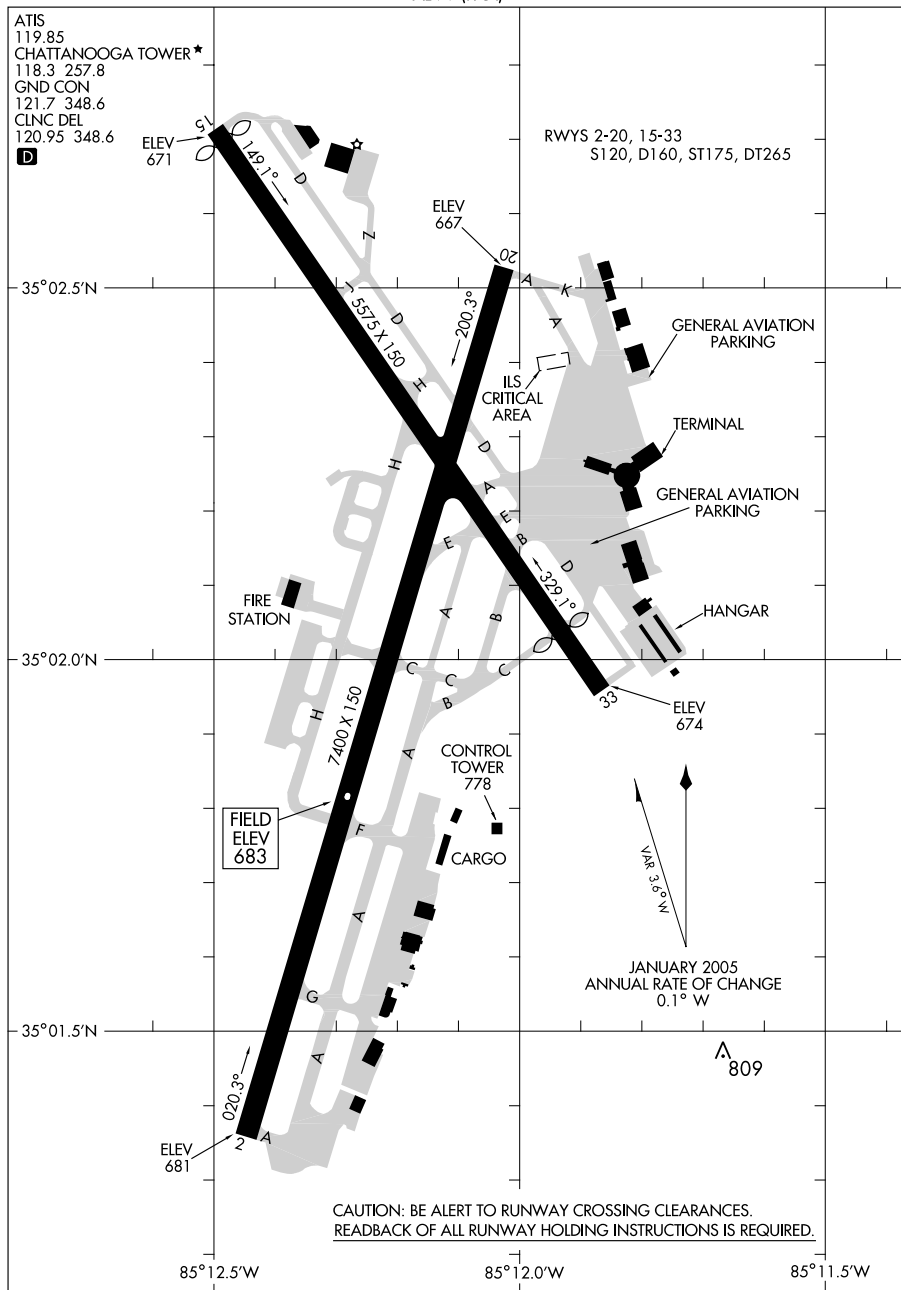 ATIS
119.85
CHATTANOOGA TOWER
118.3 257.8
GND CON
121.7 348.6
CLNC DEL
120.95 348.6
D
RWYS 2-20, 15-33
S120, D160, ST175, DT265
15
ELEV
671
149.1°
D
Z
ELEV
667
20
A
K
A
35°02.5'N
J
5575 X 150
D
200.3°
GENERAL AVIATION
PARKING
ILS
CRITICAL
AREA
H
H
D
TERMINAL
A
E
B
D
GENERAL AVIATION
PARKING
E
329.1°
FIRE
STATION
A
B
HANGAR
35°02.0'N
C
C
C
B
33
ELEV
674
H
7400 X 150
A
CONTROL
TOWER
778
FIELD
ELEV
683
F
CARGO
VAR 3.6° W
A
JANUARY 2005
ANNUAL RATE OF CHANGE
0.1° W
G
35°01.5'N
A
809
020.3°
2
A
ELEV
681
CAUTION: BE ALERT TO RUNWAY CROSSING CLEARANCES.
READBACK OF ALL RUNWAY HOLDING INSTRUCTIONS IS REQUIRED.
85°12.5'W
85°12.0'W
85°11.5'W